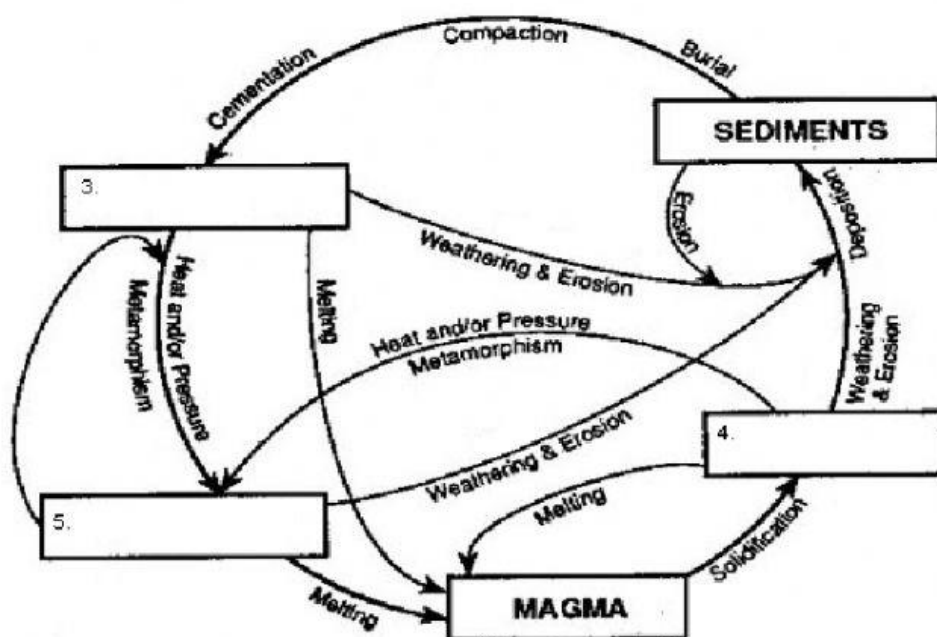 Compaction
Burial
Cementation
SEDIMENTS
3.
Erosion
Deposition
Weathering & Erosion
Melting
Heat and/or Pressure
Metamorphism
Heat and/or Pressure
Metamorphism
Weathering
& Erosion
4.
Weathering & Erosion
5.
Melting
Solidification
Melting
MAGMA